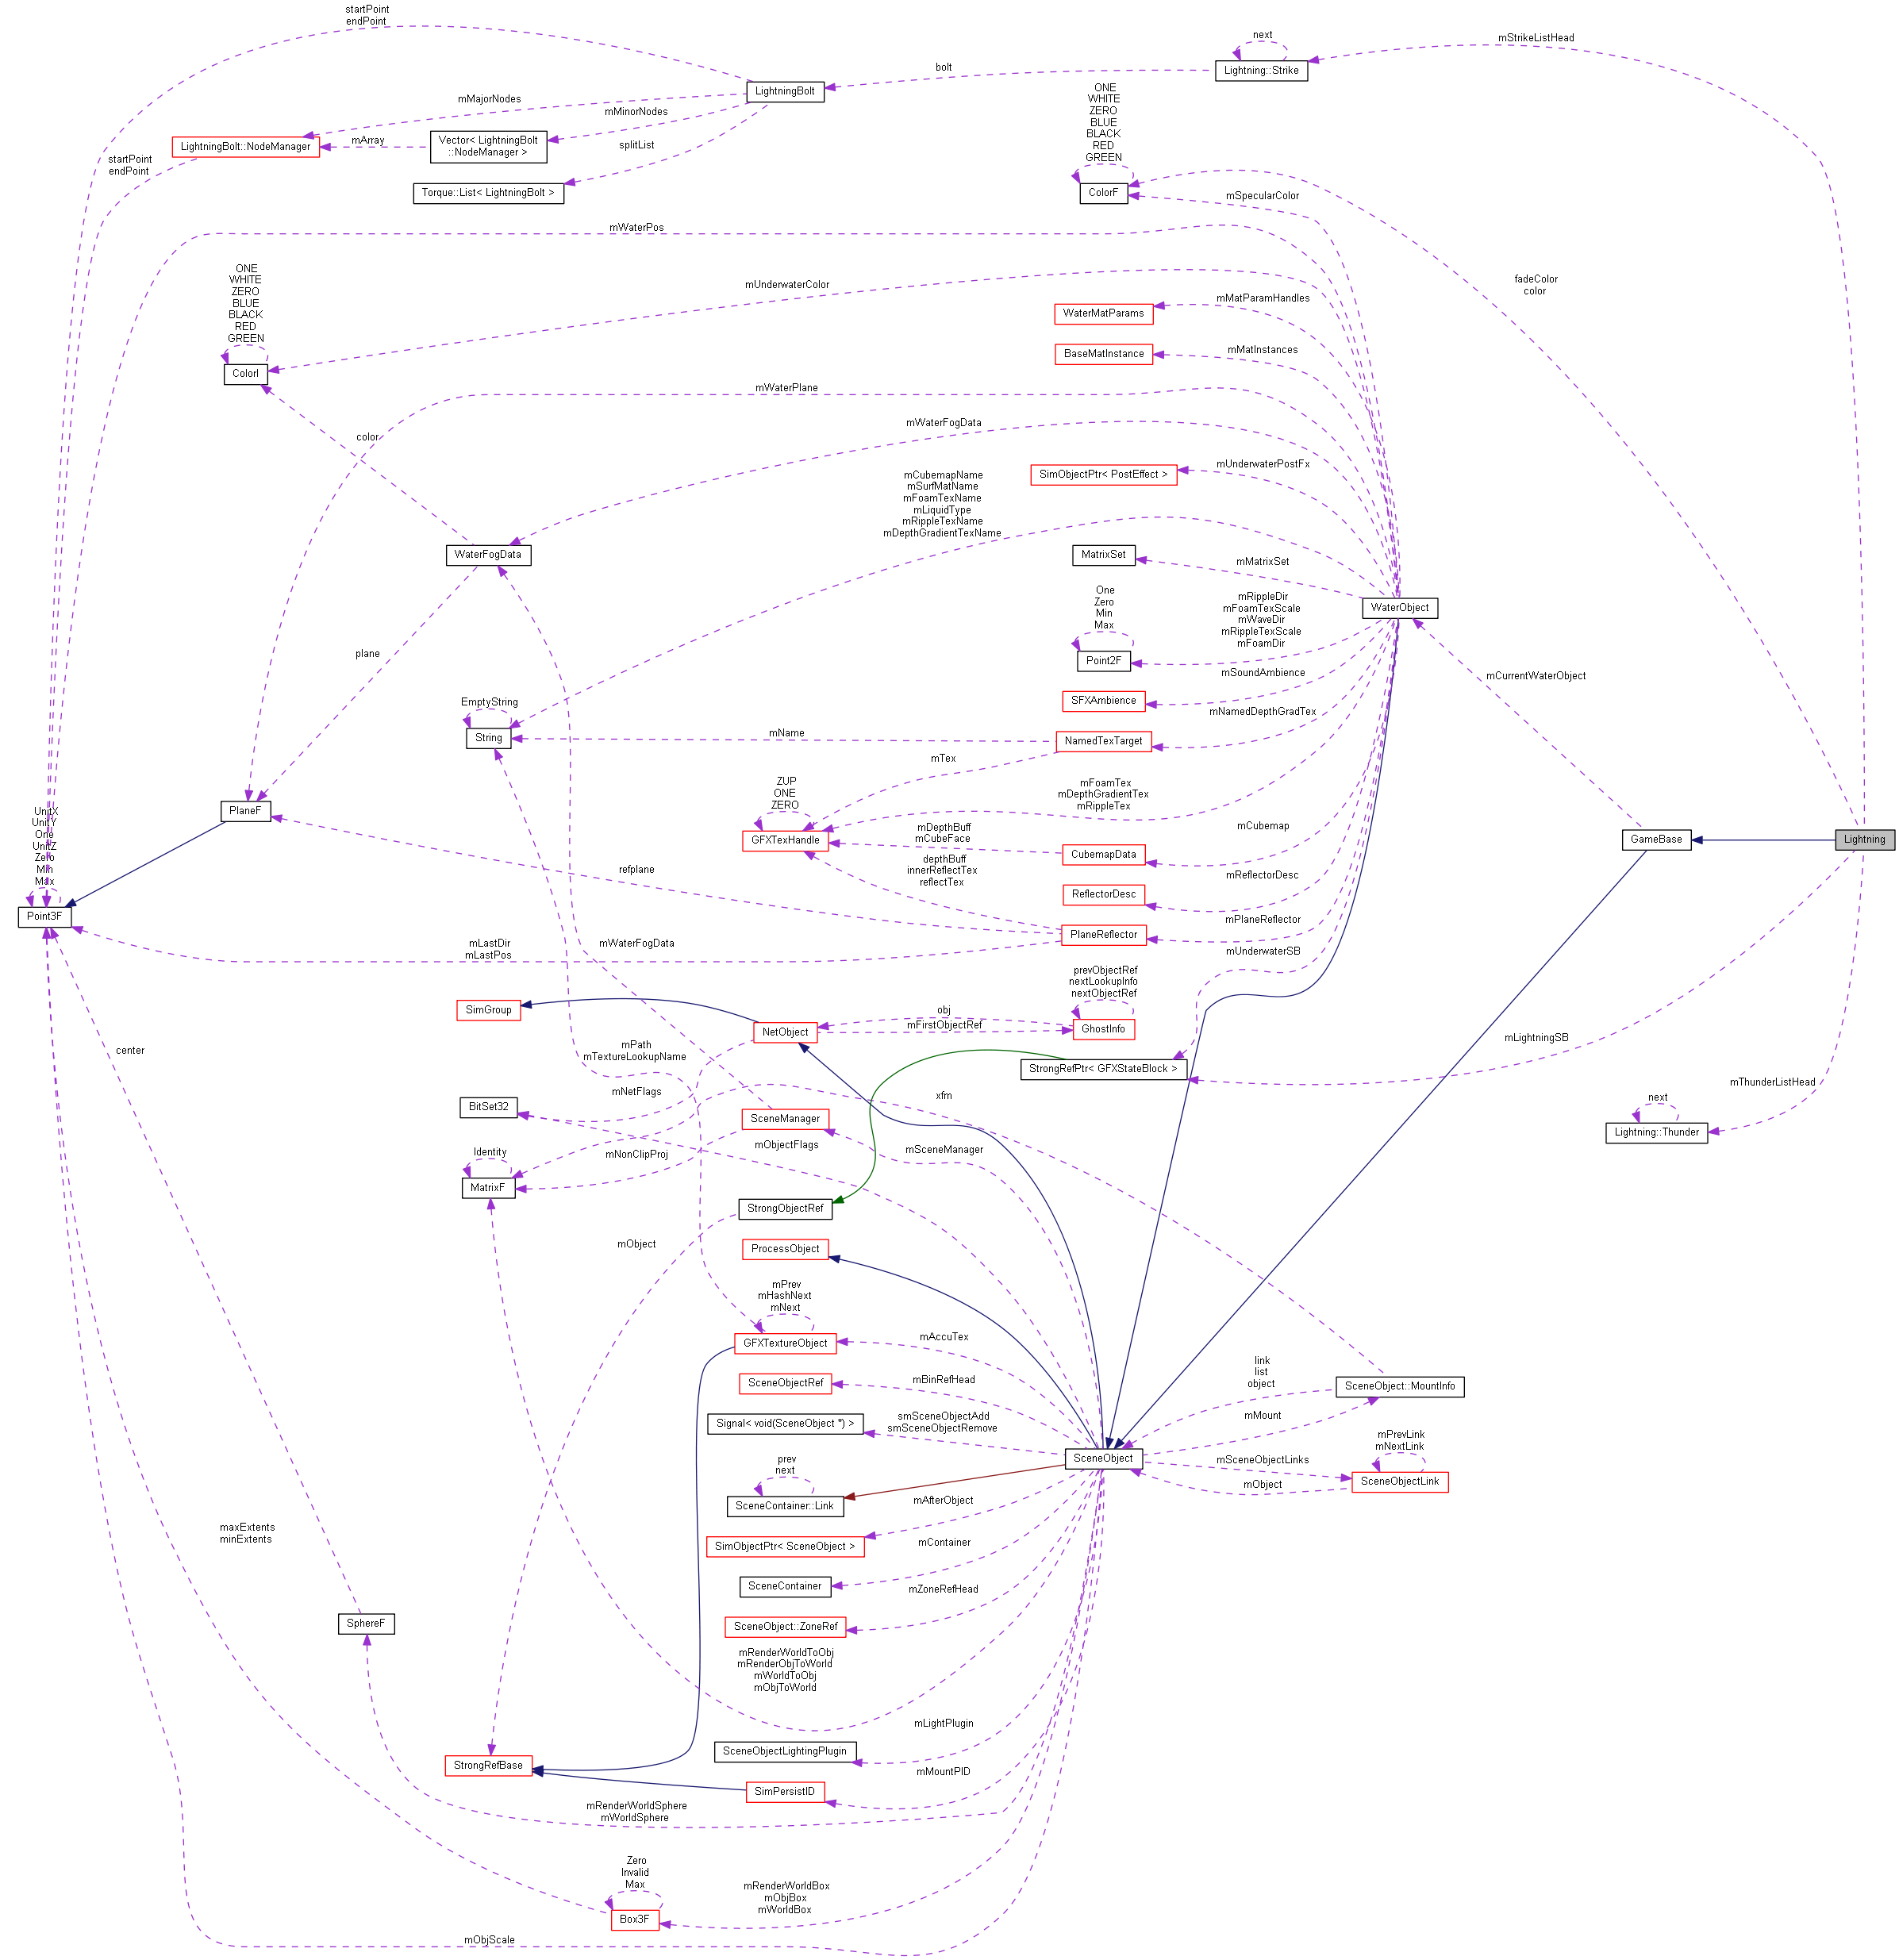 startPoint
endPoint
next
mStrikeListHead
bolt
Lightning::Strike
LightningBolt
mMajorNodes
mMinorNodes
ONE
WHITE
ZERO
BLUE
BLACK
RED
GREEN
LightningBolt::NodeManager
mArray
Vector< LightningBolt
::NodeManager >
splitList
startPoint
endPoint
Torque::List< LightningBolt >
ColorF
mSpecularColor
mWaterPos
ONE
WHITE
ZERO
BLUE
BLACK
RED
GREEN
mUnderwaterColor
fadeColor
color
mMatParamHandles
WaterMatParams
BaseMatInstance
mMatInstances
ColorI
mWaterPlane
mWaterFogData
color
mUnderwaterPostFx
SimObjectPtr< PostEffect >
mCubemapName
mSurfMatName
mFoamTexName
mLiquidType
mRippleTexName
mDepthGradientTexName
WaterFogData
MatrixSet
mMatrixSet
One
Zero
Min
Max
mRippleDir
mFoamTexScale
mWaveDir
mRippleTexScale
mFoamDir
WaterObject
plane
Point2F
mSoundAmbience
mCurrentWaterObject
SFXAmbience
EmptyString
String
mName
mNamedDepthGradTex
NamedTexTarget
mTex
ZUP
ONE
ZERO
mFoamTex
mDepthGradientTex
mRippleTex
PlaneF
UnitX
UnitY
One
UnitZ
Zero
Min
Max
GFXTexHandle
mDepthBuff
mCubeFace
mCubemap
CubemapData
GameBase
Lightning
refplane
depthBuff
innerReflectTex
reflectTex
mReflectorDesc
ReflectorDesc
Point3F
mPlaneReflector
PlaneReflector
mLastDir
mLastPos
mWaterFogData
mUnderwaterSB
prevObjectRef
nextLookupInfo
nextObjectRef
SimGroup
obj
NetObject
mFirstObjectRef
GhostInfo
center
mPath
mTextureLookupName
mLightningSB
StrongRefPtr< GFXStateBlock >
mNetFlags
xfm
mThunderListHead
BitSet32
SceneManager
next
Lightning::Thunder
mObjectFlags
mSceneManager
Identity
mNonClipProj
MatrixF
StrongObjectRef
mObject
ProcessObject
mPrev
mHashNext
mNext
GFXTextureObject
mAccuTex
link
list
object
SceneObjectRef
mBinRefHead
SceneObject::MountInfo
Signal< void(SceneObject *) >
smSceneObjectAdd
smSceneObjectRemove
mMount
mPrevLink
mNextLink
SceneObject
mSceneObjectLinks
mObject
SceneObjectLink
prev
next
SceneContainer::Link
mAfterObject
maxExtents
minExtents
SimObjectPtr< SceneObject >
mContainer
SceneContainer
mZoneRefHead
SphereF
SceneObject::ZoneRef
mRenderWorldToObj
mRenderObjToWorld
mWorldToObj
mObjToWorld
mLightPlugin
SceneObjectLightingPlugin
StrongRefBase
mMountPID
SimPersistID
mRenderWorldSphere
mWorldSphere
Zero
Invalid
Max
mRenderWorldBox
mObjBox
mWorldBox
Box3F
mObjScale